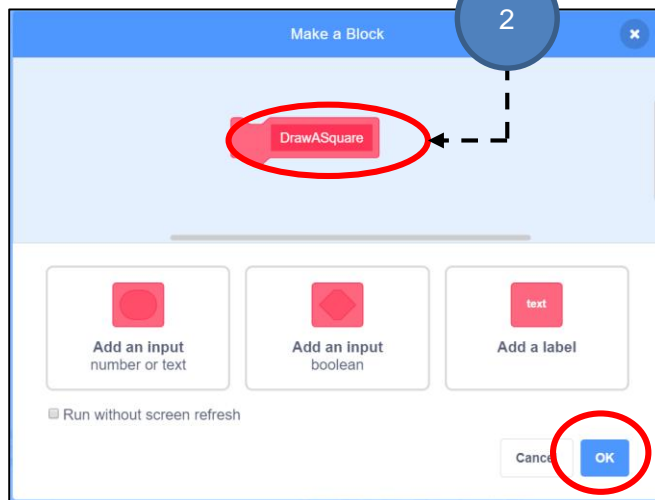 Make a Block
2
DrawASquare
text
Add an input
number or text
Add an input
boolean
Add a label
Run without screen refresh
Cance
OK